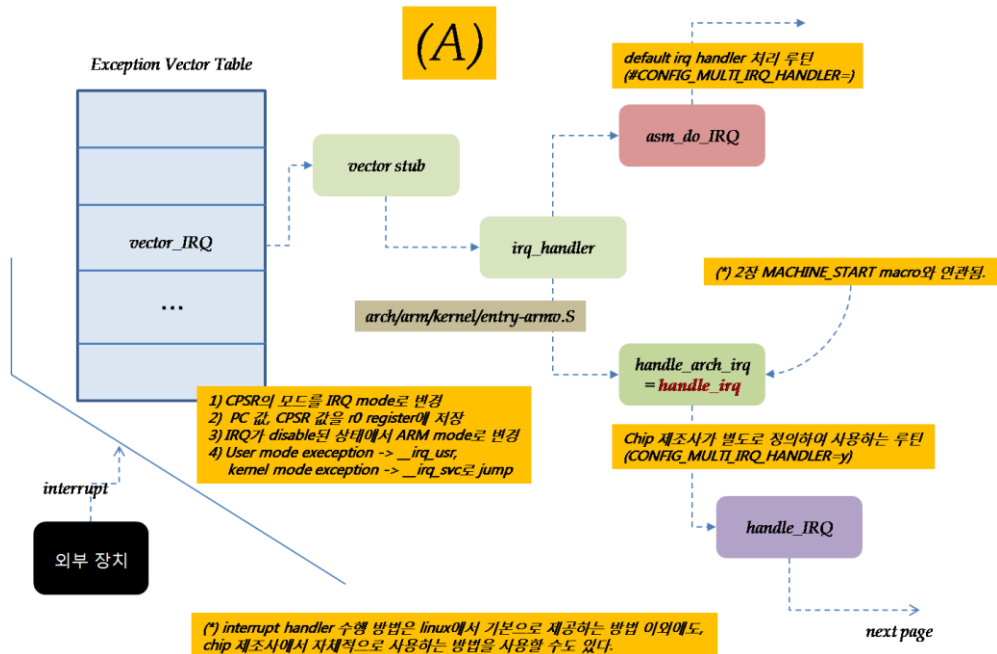 (A)
Exception Vector Table
default irq handler 처리 루틴
(#CONFIG_MULTI_IRQ_HANDLER=)
asm_do_IRQ
vector stub
vector_IRQ
irq_handler
(*) 2장 MACHINE_START macro와 연관됨.
...
arch/arm/kernel/entry-armv.S
handle_arch_irq
= handle_irq
1) CPSR의 모드를 IRQ mode로 변경
2) PC 값, CPSR 값을 r0 register에 저장
3) IRQ가 disable된 상태에서 ARM mode로 변경
4) User mode exeception -> __irq_usr,
kernel mode exception -> __irq_svc로 jump
Chip 제조사가 별도로 정의하여 사용하는 루틴
(CONFIG_MULTI_IRQ_HANDLER=y)
interrupt
handle_IRQ
외부 장치
(*) interrupt handler 수행 방법은 linux에서 기본으로 제공하는 방법 이외에도,
chip 제조사에서 자체적으로 사용하는 방법을 사용할 수도 있다.
next page